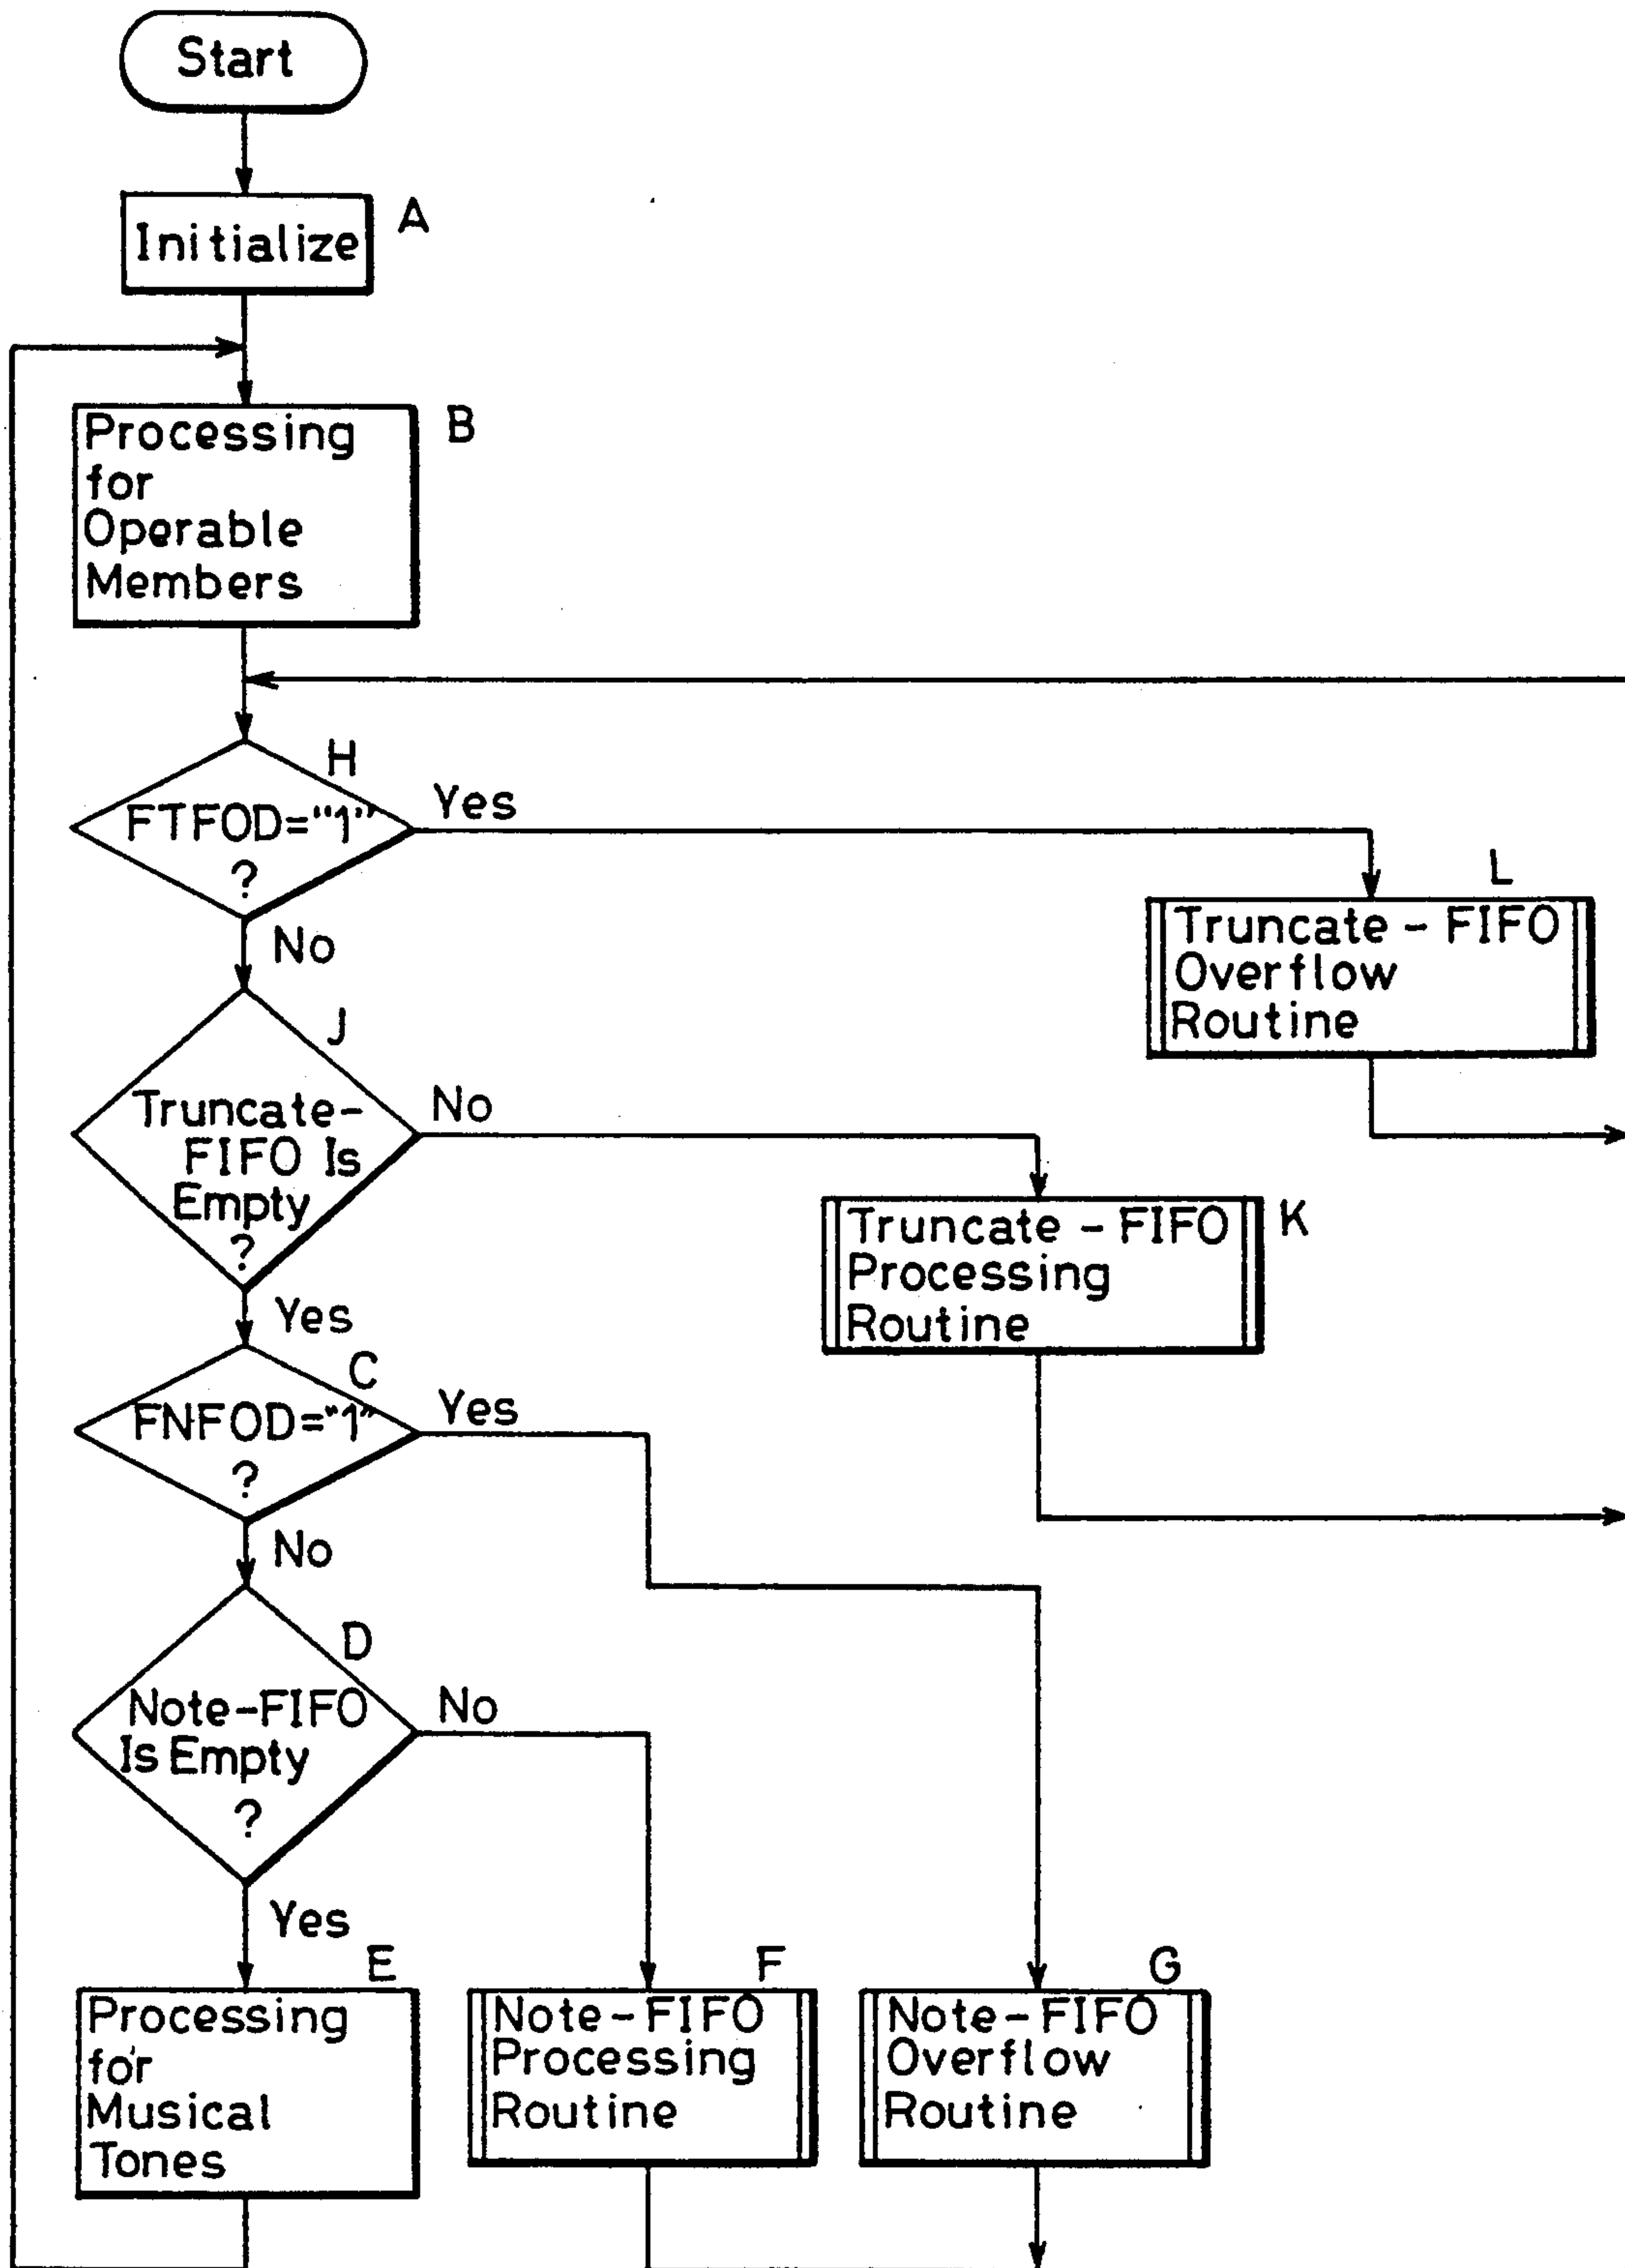 Start
A
Initialize
B
Processing
for
Operable
Members
H
FTFOD="1"
?
Yes
No
L
Truncate - FIFO
Overflow
Routine
J
Truncate-
FIFO Is
Empty
?
No
Yes
K
Truncate - FIFO
Processing
Routine
C
FNFOD="1"
?
Yes
No
D
Note-FIFO
Is Empty
?
No
Yes
E
Processing
for
Musical
Tones
F
Note-FIFO
Processing
Routine
G
Note-FIFO
Overflow
Routine